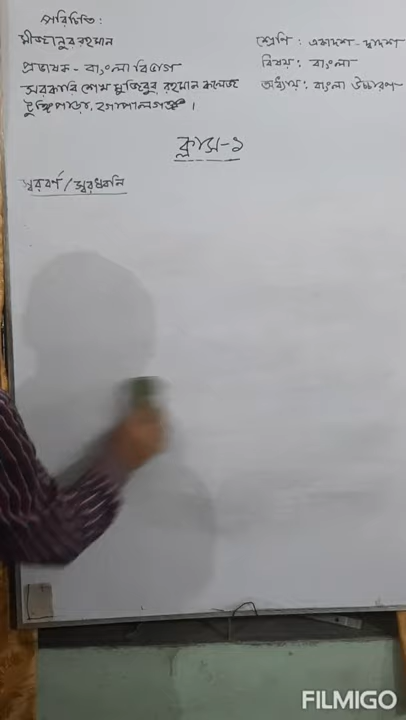 পরিচিতি:
মীজানুর রহমান
প্রভাষক - বাংলা বিভাগ
সরকারি শেখ মুজিবুর রহমান কলেজ
টুঙ্গিপাড়া, গোপালগঞ্জ।
শ্রেণি: একাদশ-দ্বাদশ
বিষয়: বাংলা
অধ্যায়: বাংলা উচ্চারণ
ক্লাস-১
স্বরবর্ণ/স্বরধ্বনি
FILMIGO